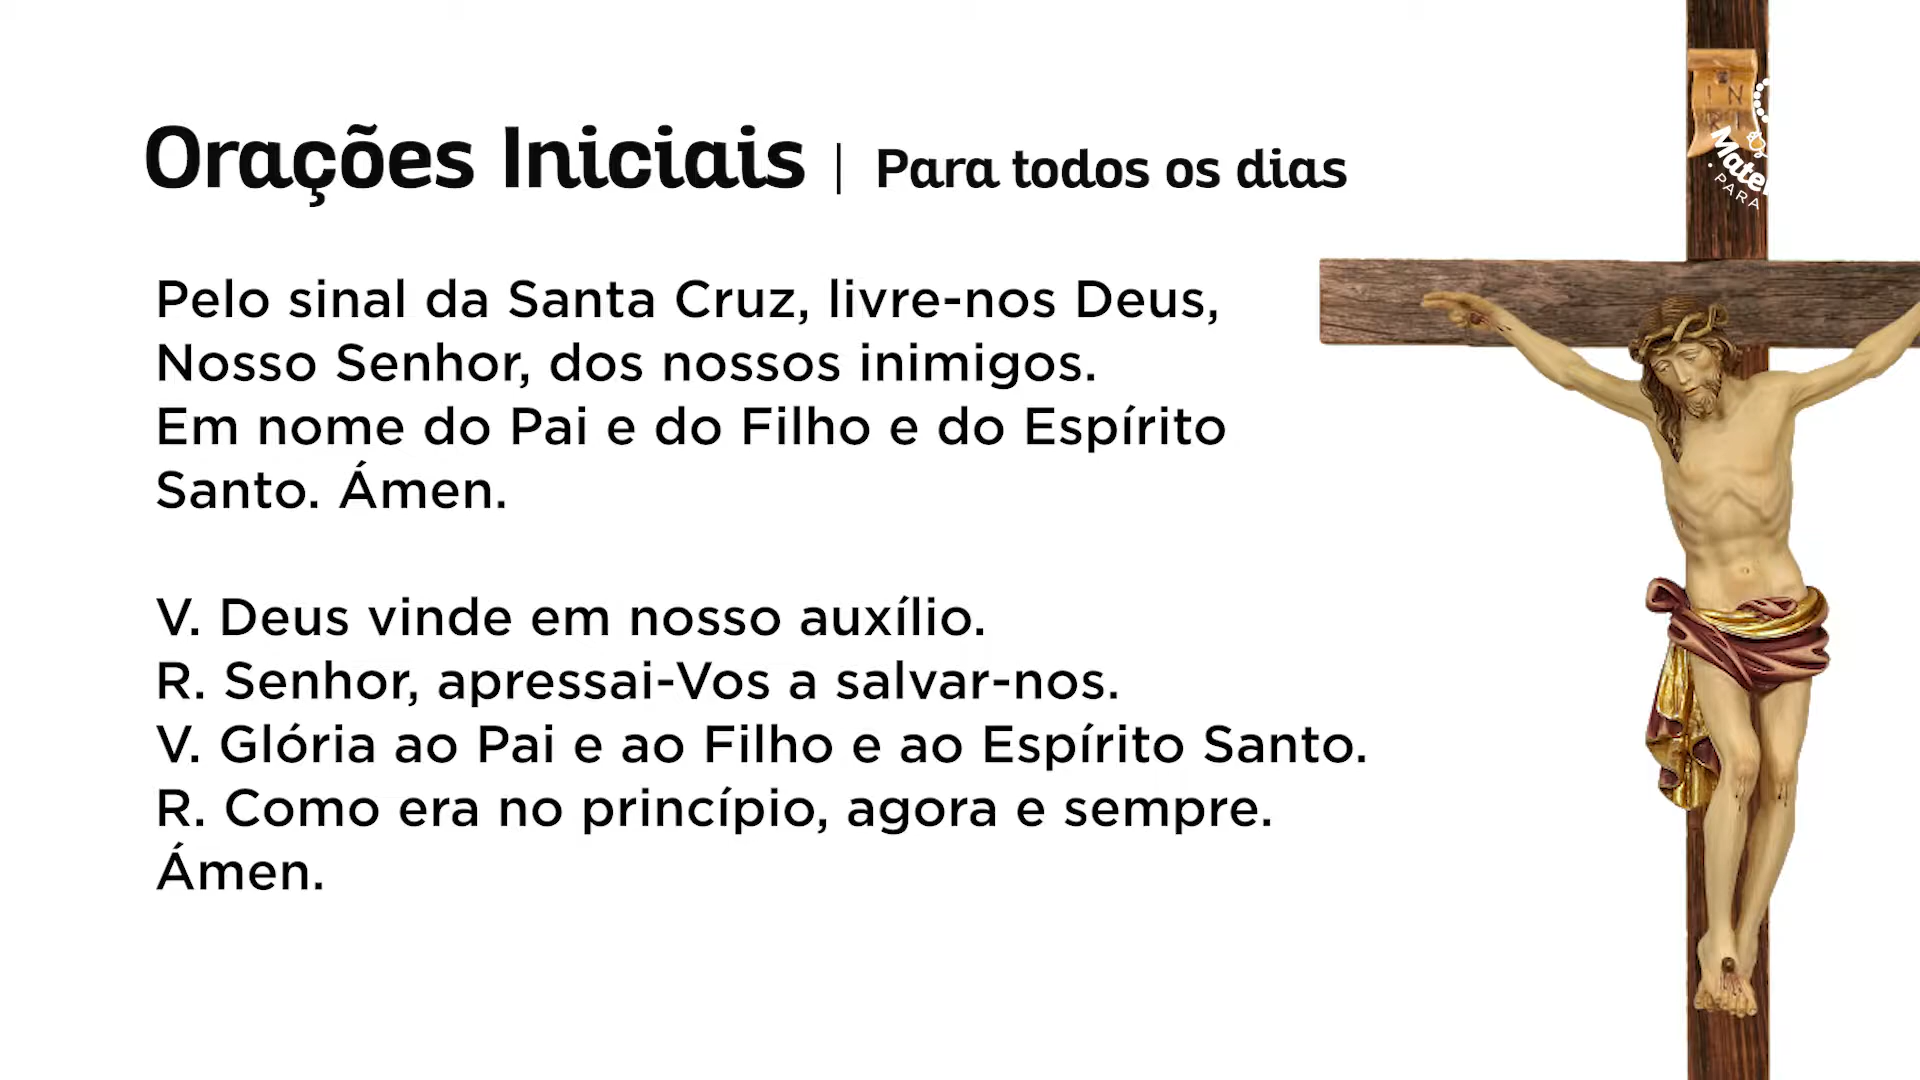 Orações Iniciais | Para todos os dias
Pelo sinal da Santa Cruz, livre-nos Deus,
Nosso Senhor, dos nossos inimigos.
Em nome do Pai e do Filho e do Espírito
Santo. Ámen.
V. Deus vinde em nosso auxílio.
R. Senhor, apressai-Vos a salvar-nos.
V. Glória ao Pai e ao Filho e ao Espírito Santo.
R. Como era no princípio, agora e sempre.
Ámen.
IN
PARA